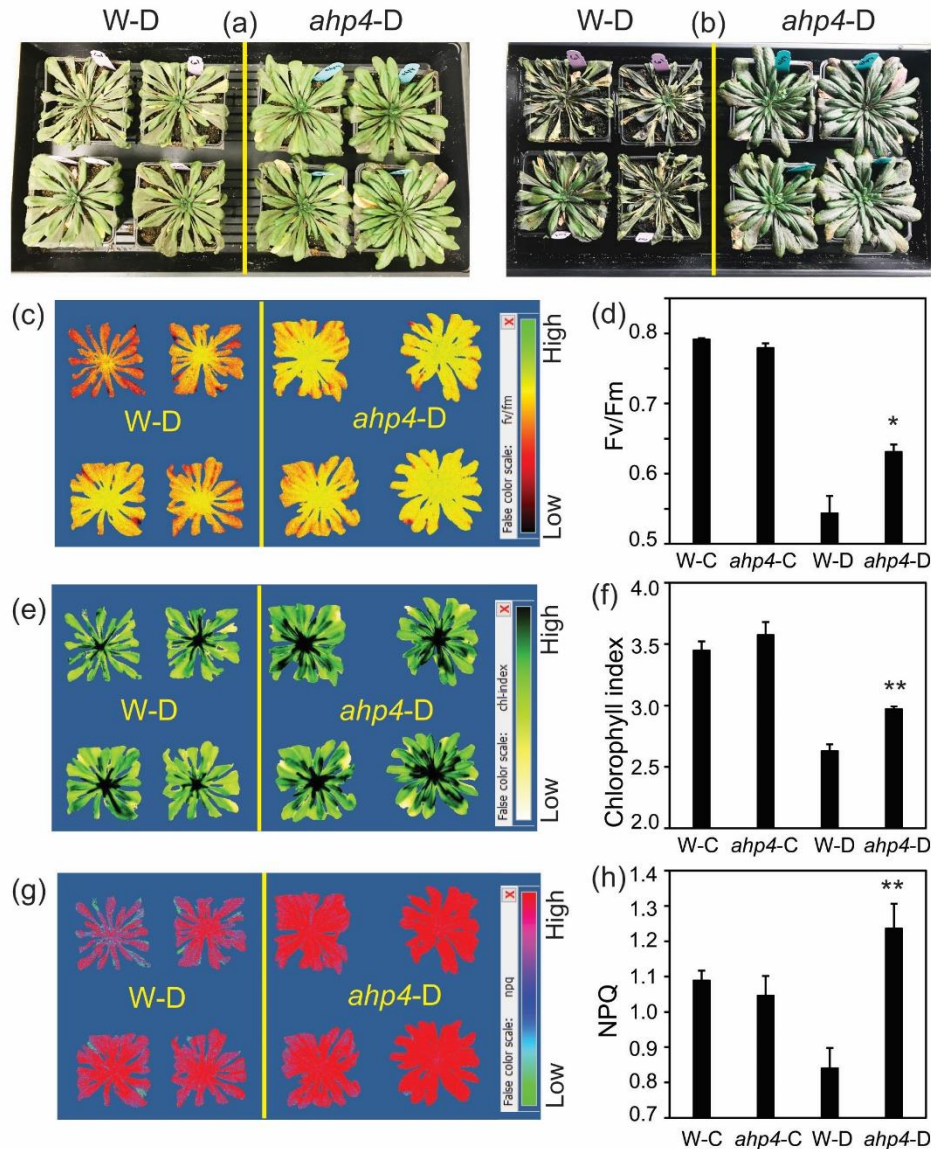 W-D (a) ahp4-D
W-D (b) ahp4-D
(c)
W-D
ahp4-D
False color scale: fv/fm X
Low High
(d)
Fv/Fm
0.8
0.7
0.6
0.5
*
W-C ahp4-C W-D ahp4-D
(e)
W-D
ahp4-D
False color scale: chl-index X
Low High
(f)
Chlorophyll index
4.0
3.5
3.0
2.5
2.0
**
W-C ahp4-C W-D ahp4-D
(g)
W-D
ahp4-D
False color scale: npq X
Low High
(h)
NPQ
1.4
1.3
1.2
1.1
1.0
0.9
0.8
0.7
**
W-C ahp4-C W-D ahp4-D